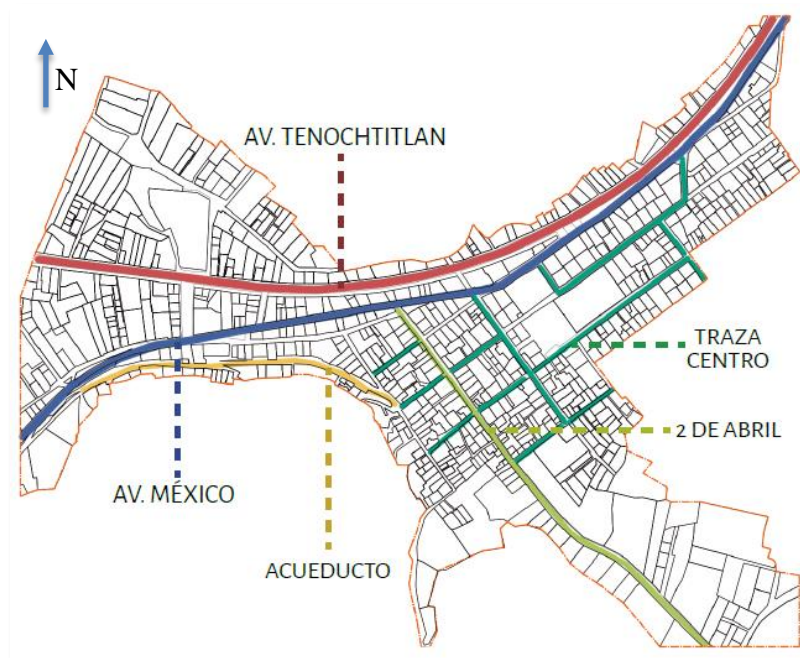 N
AV. TENOCHTITLAN
TRAZA
CENTRO
2 DE ABRIL
AV. MÉXICO
ACUEDUCTO